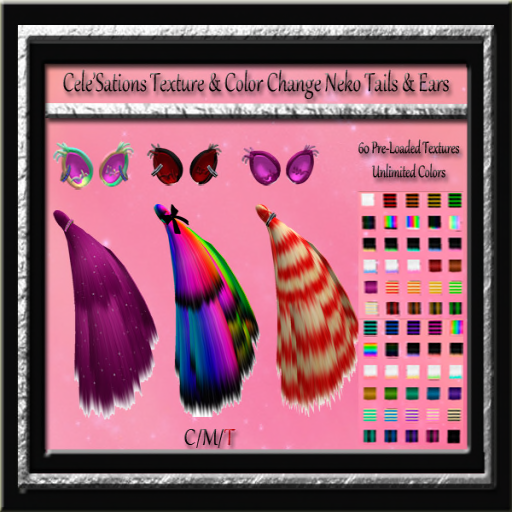 Cele'Sations Texture & Color Change Neko Tails & Ears
60 Pre-Loaded Textures
Unlimited Colors
C/M/T